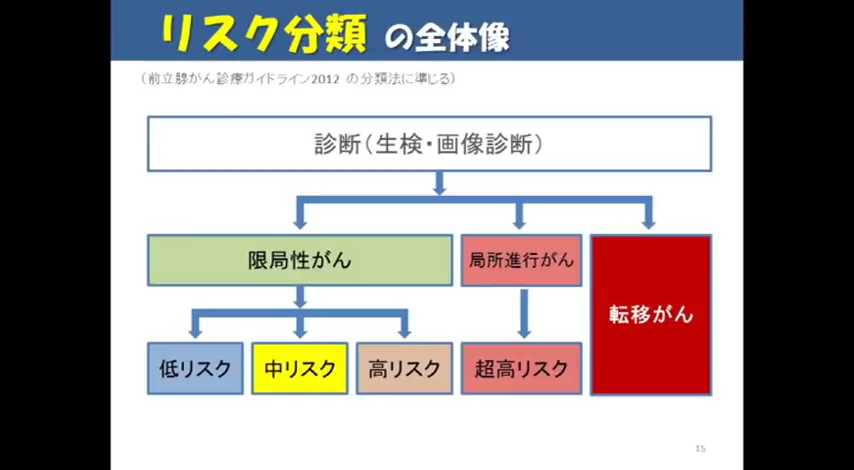 リスク分類 の全体像
（前立腺がん診療ガイドライン2012 の分類法に準じる）
診断（生検・画像診断）
限局性がん
局所進行がん
転移がん
低リスク
中リスク
高リスク
超高リスク
15